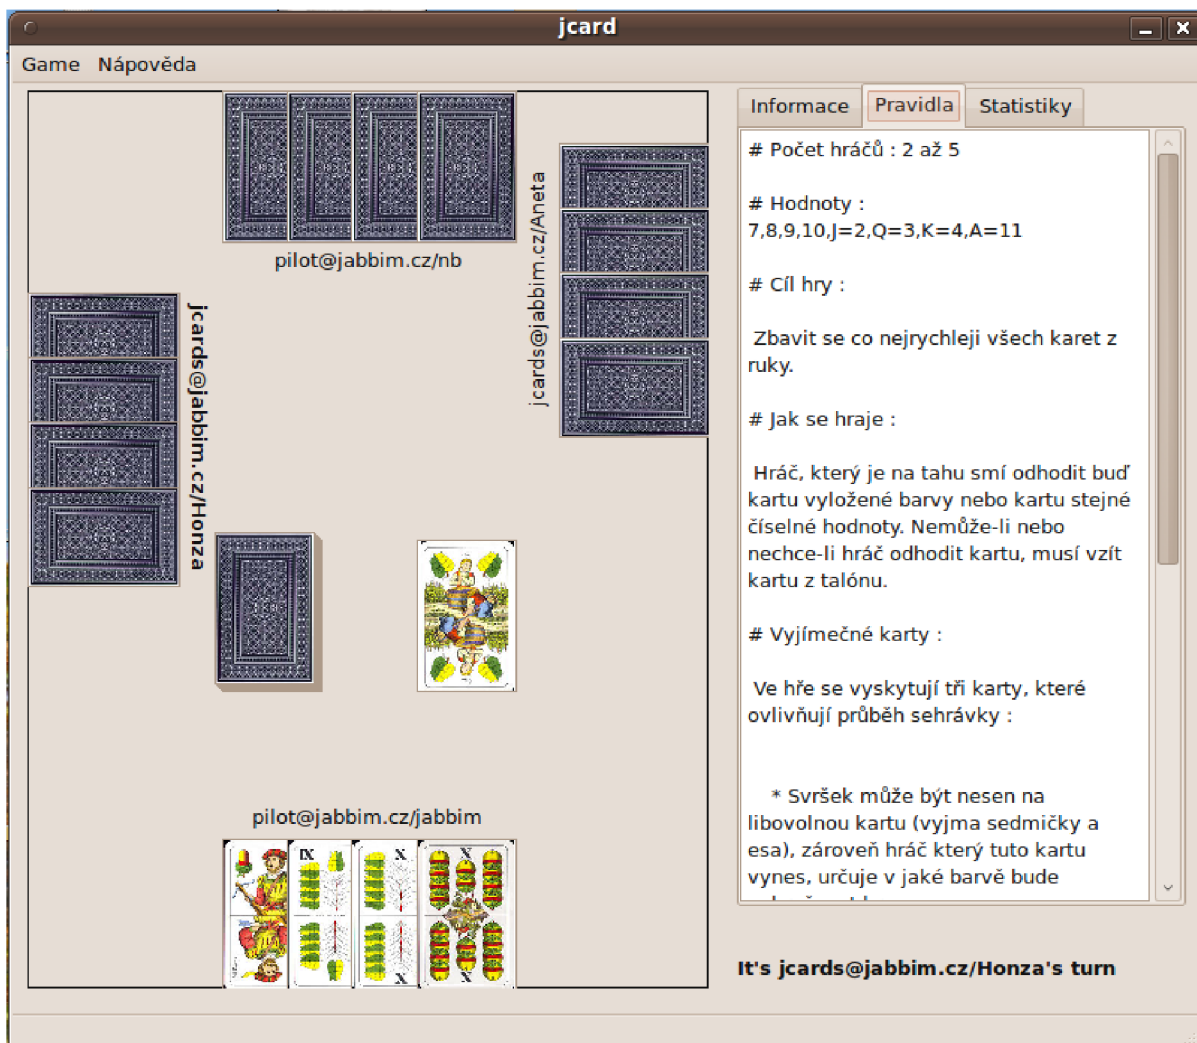 jcard
Game Nápověda
pilot@jabbim.cz/nb
jcards@jabbim.cz/Aneta
jcards@jabbim.cz/Honza
pilot@jabbim.cz/jabbim
IX
X
X
X
X
Informace Pravidla Statistiky
# Počet hráčů : 2 až 5
# Hodnoty :
7,8,9,10,J=2,Q=3,K=4,A=11
# Cíl hry :
Zbavit se co nejrychleji všech karet z
ruky.
# Jak se hraje :
Hráč, který je na tahu smí odhodit buď
kartu vyložené barvy nebo kartu stejné
číselné hodnoty. Nemůže-li nebo
nechce-li hráč odhodit kartu, musí vzít
kartu z talónu.
# Vyjímečné karty :
Ve hře se vyskytují tři karty, které
ovlivňují průběh sehrávky :
* Svršek může být nesen na
libovolnou kartu (vyjma sedmičky a
esa), zároveň hráč který tuto kartu
vynes, určuje v jaké barvě bude
It's jcards@jabbim.cz/Honza's turn